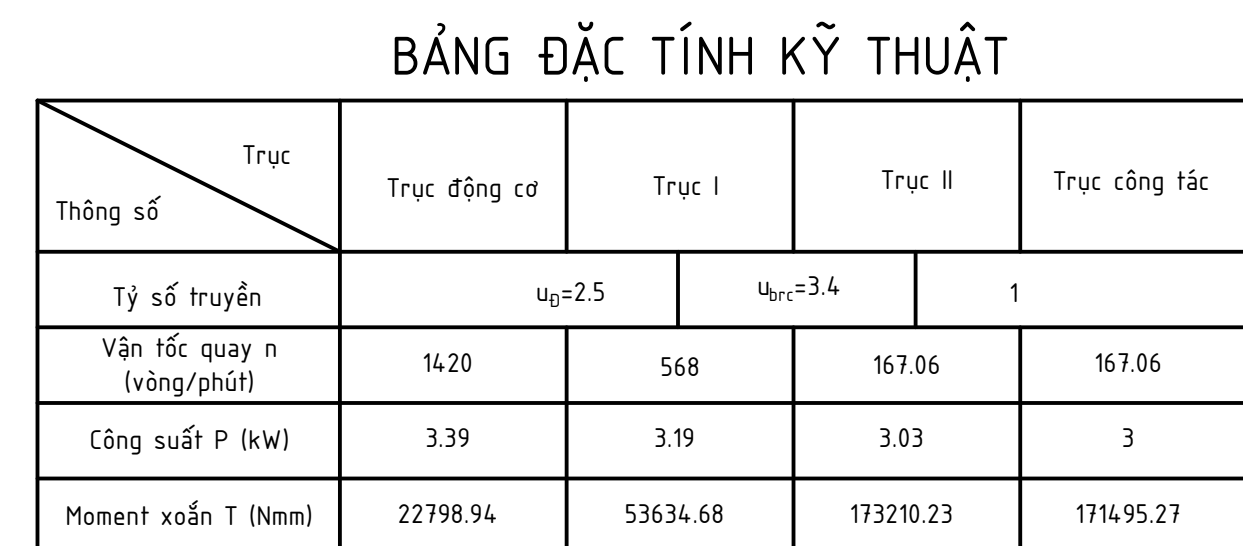 BẢNG ĐẶC TÍNH KỸ THUẬT
Trục
Thông số
Trục động cơ
Trục I
Trục II
Trục công tác
Tỷ số truyền
uĐ=2.5
ubrc=3.4
1
Vận tốc quay n
(vòng/phút)
1420
568
167.06
167.06
Công suất P (kW)
3.39
3.19
3.03
3
Moment xoắn T (Nmm)
22798.94
53634.68
173210.23
171495.27